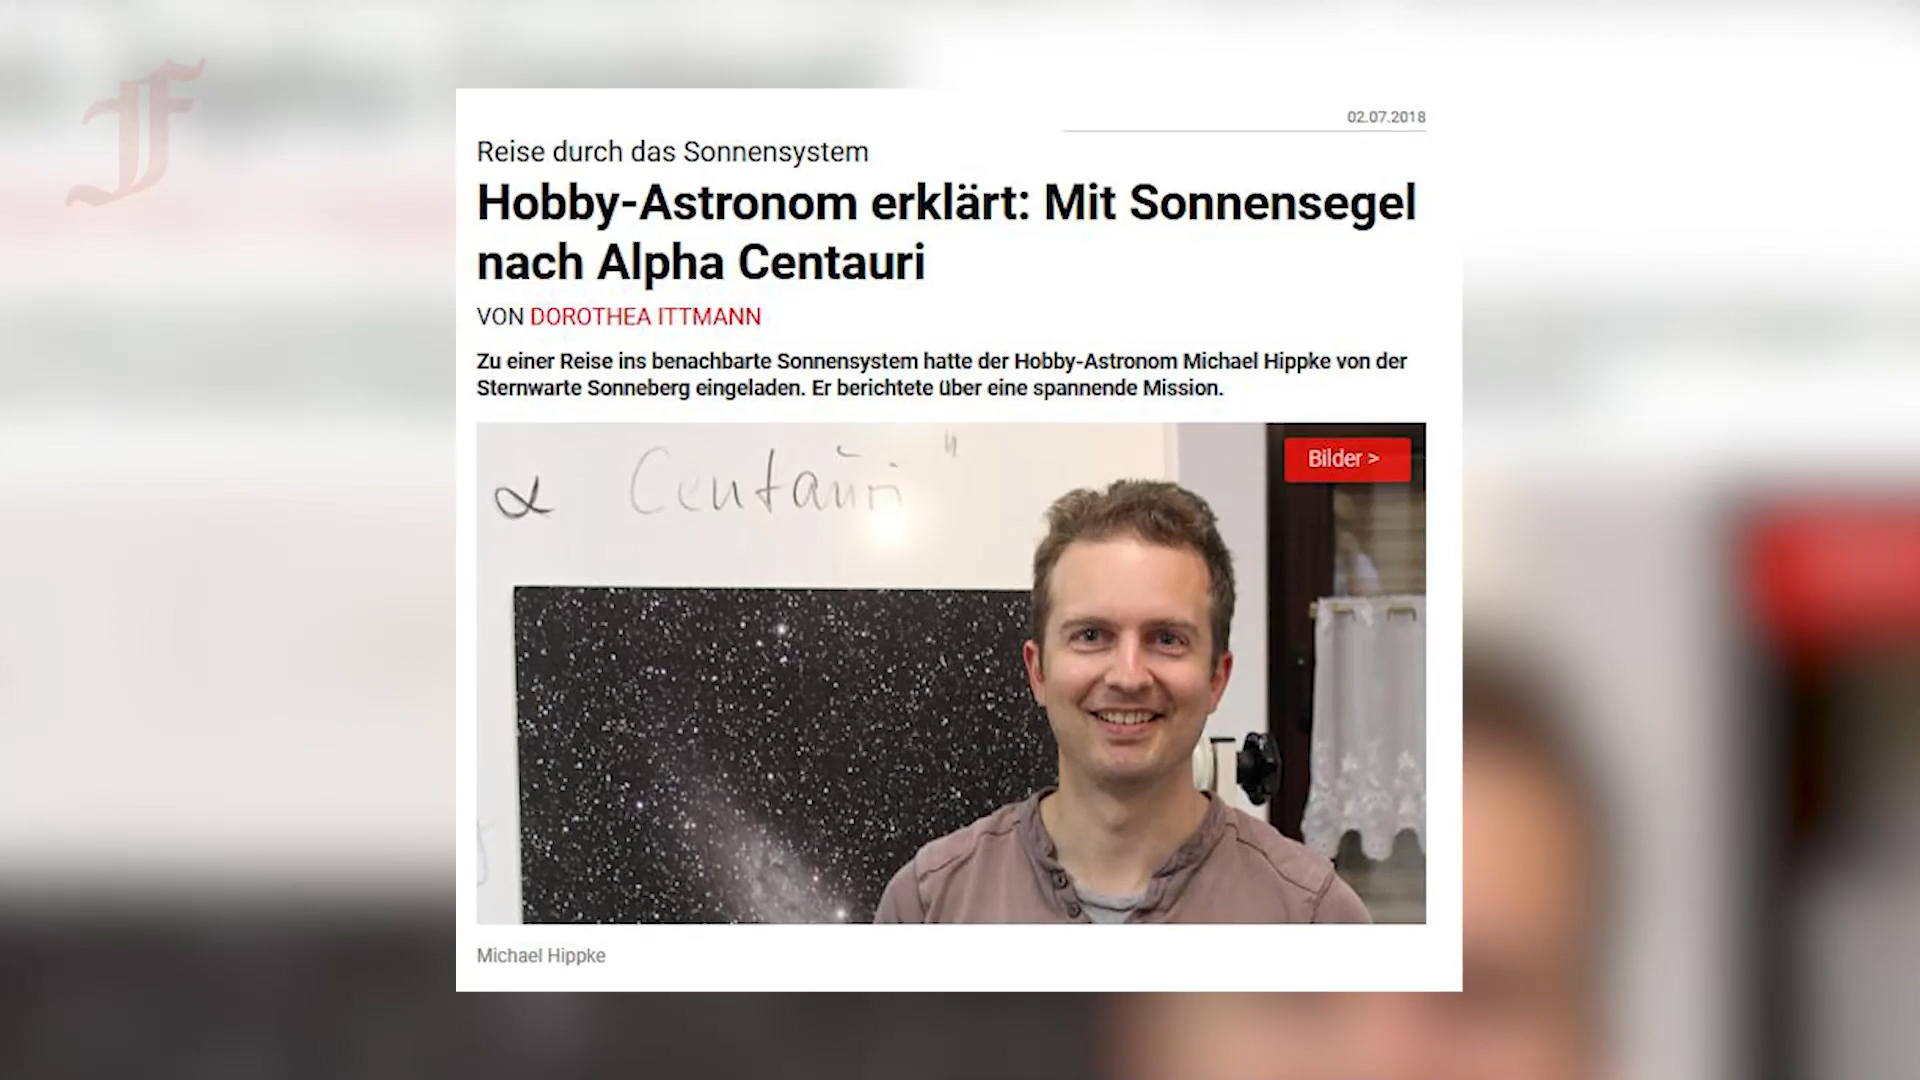 02.07.2018
Reise durch das Sonnensystem
Hobby-Astronom erklärt: Mit Sonnensegel
nach Alpha Centauri
VON DOROTHEA ITTMANN
Zu einer Reise ins benachbarte Sonnensystem hatte der Hobby-Astronom Michael Hippke von der
Sternwarte Sonneberg eingeladen. Er berichtete über eine spannende Mission.
α Centauri"
Bilder >
Michael Hippke